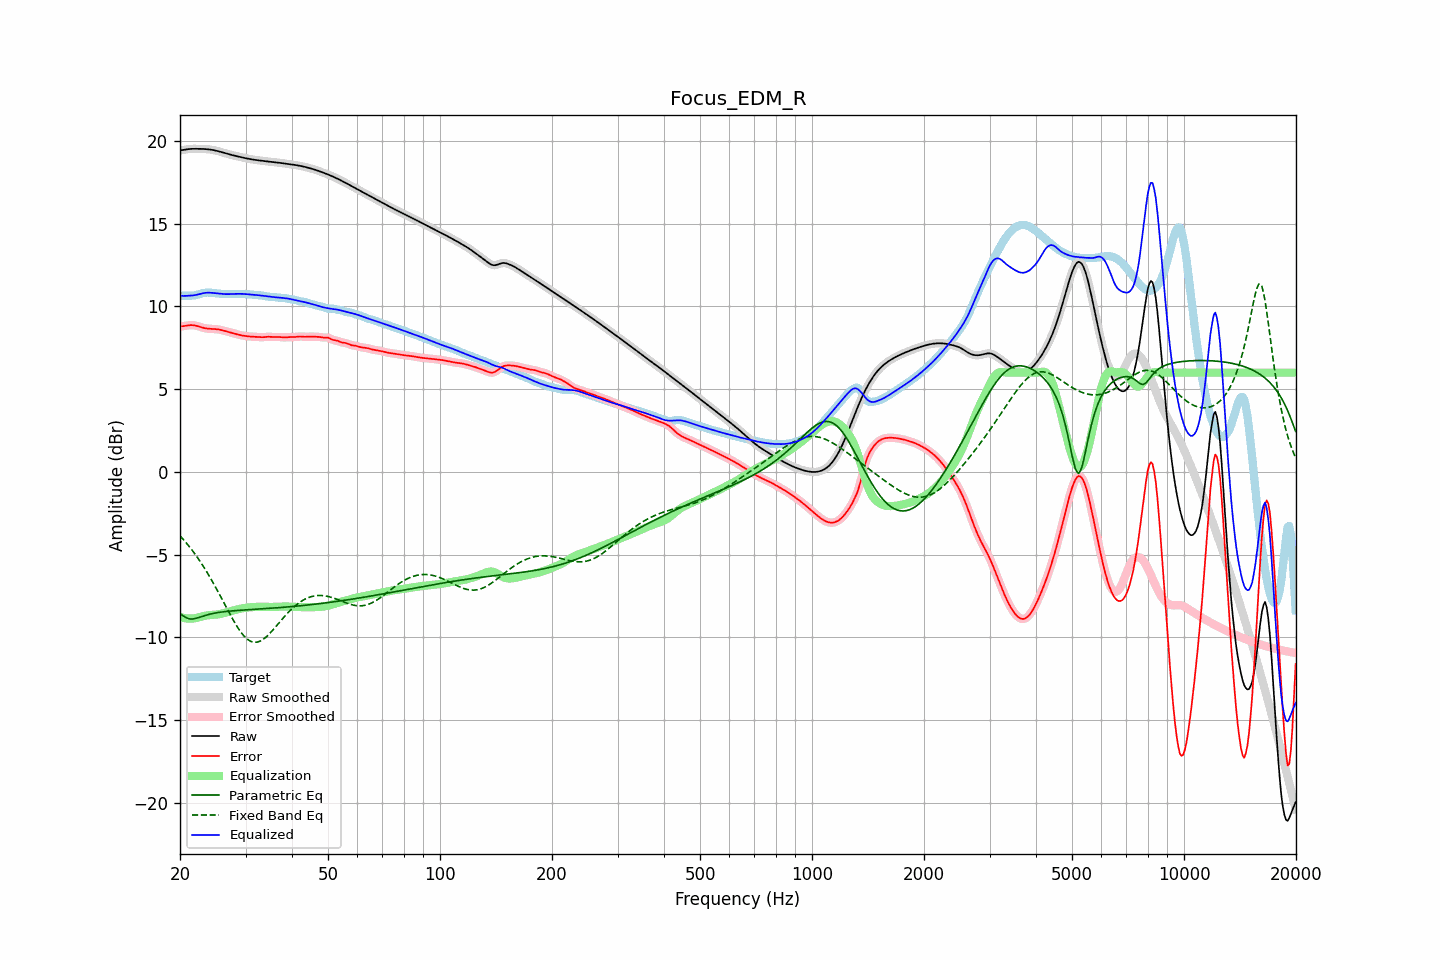 Focus_EDM_R
Amplitude (dBr)
20
15
10
5
0
−5
−10
−15
−20
Target
Raw Smoothed
Error Smoothed
Raw
Error
Equalization
Parametric Eq
Fixed Band Eq
Equalized
20 50 100 200 500 1000 2000 5000 10000 20000
Frequency (Hz)